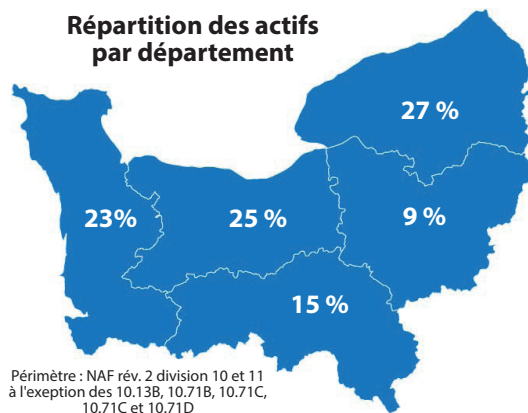 Répartition des actifs
par département
27 %
23%
25 %
9 %
15 %
Périmètre : NAF rév. 2 division 10 et 11
à l'exeption des 10.13B, 10.71B, 10.71C,
10.71C et 10.71D